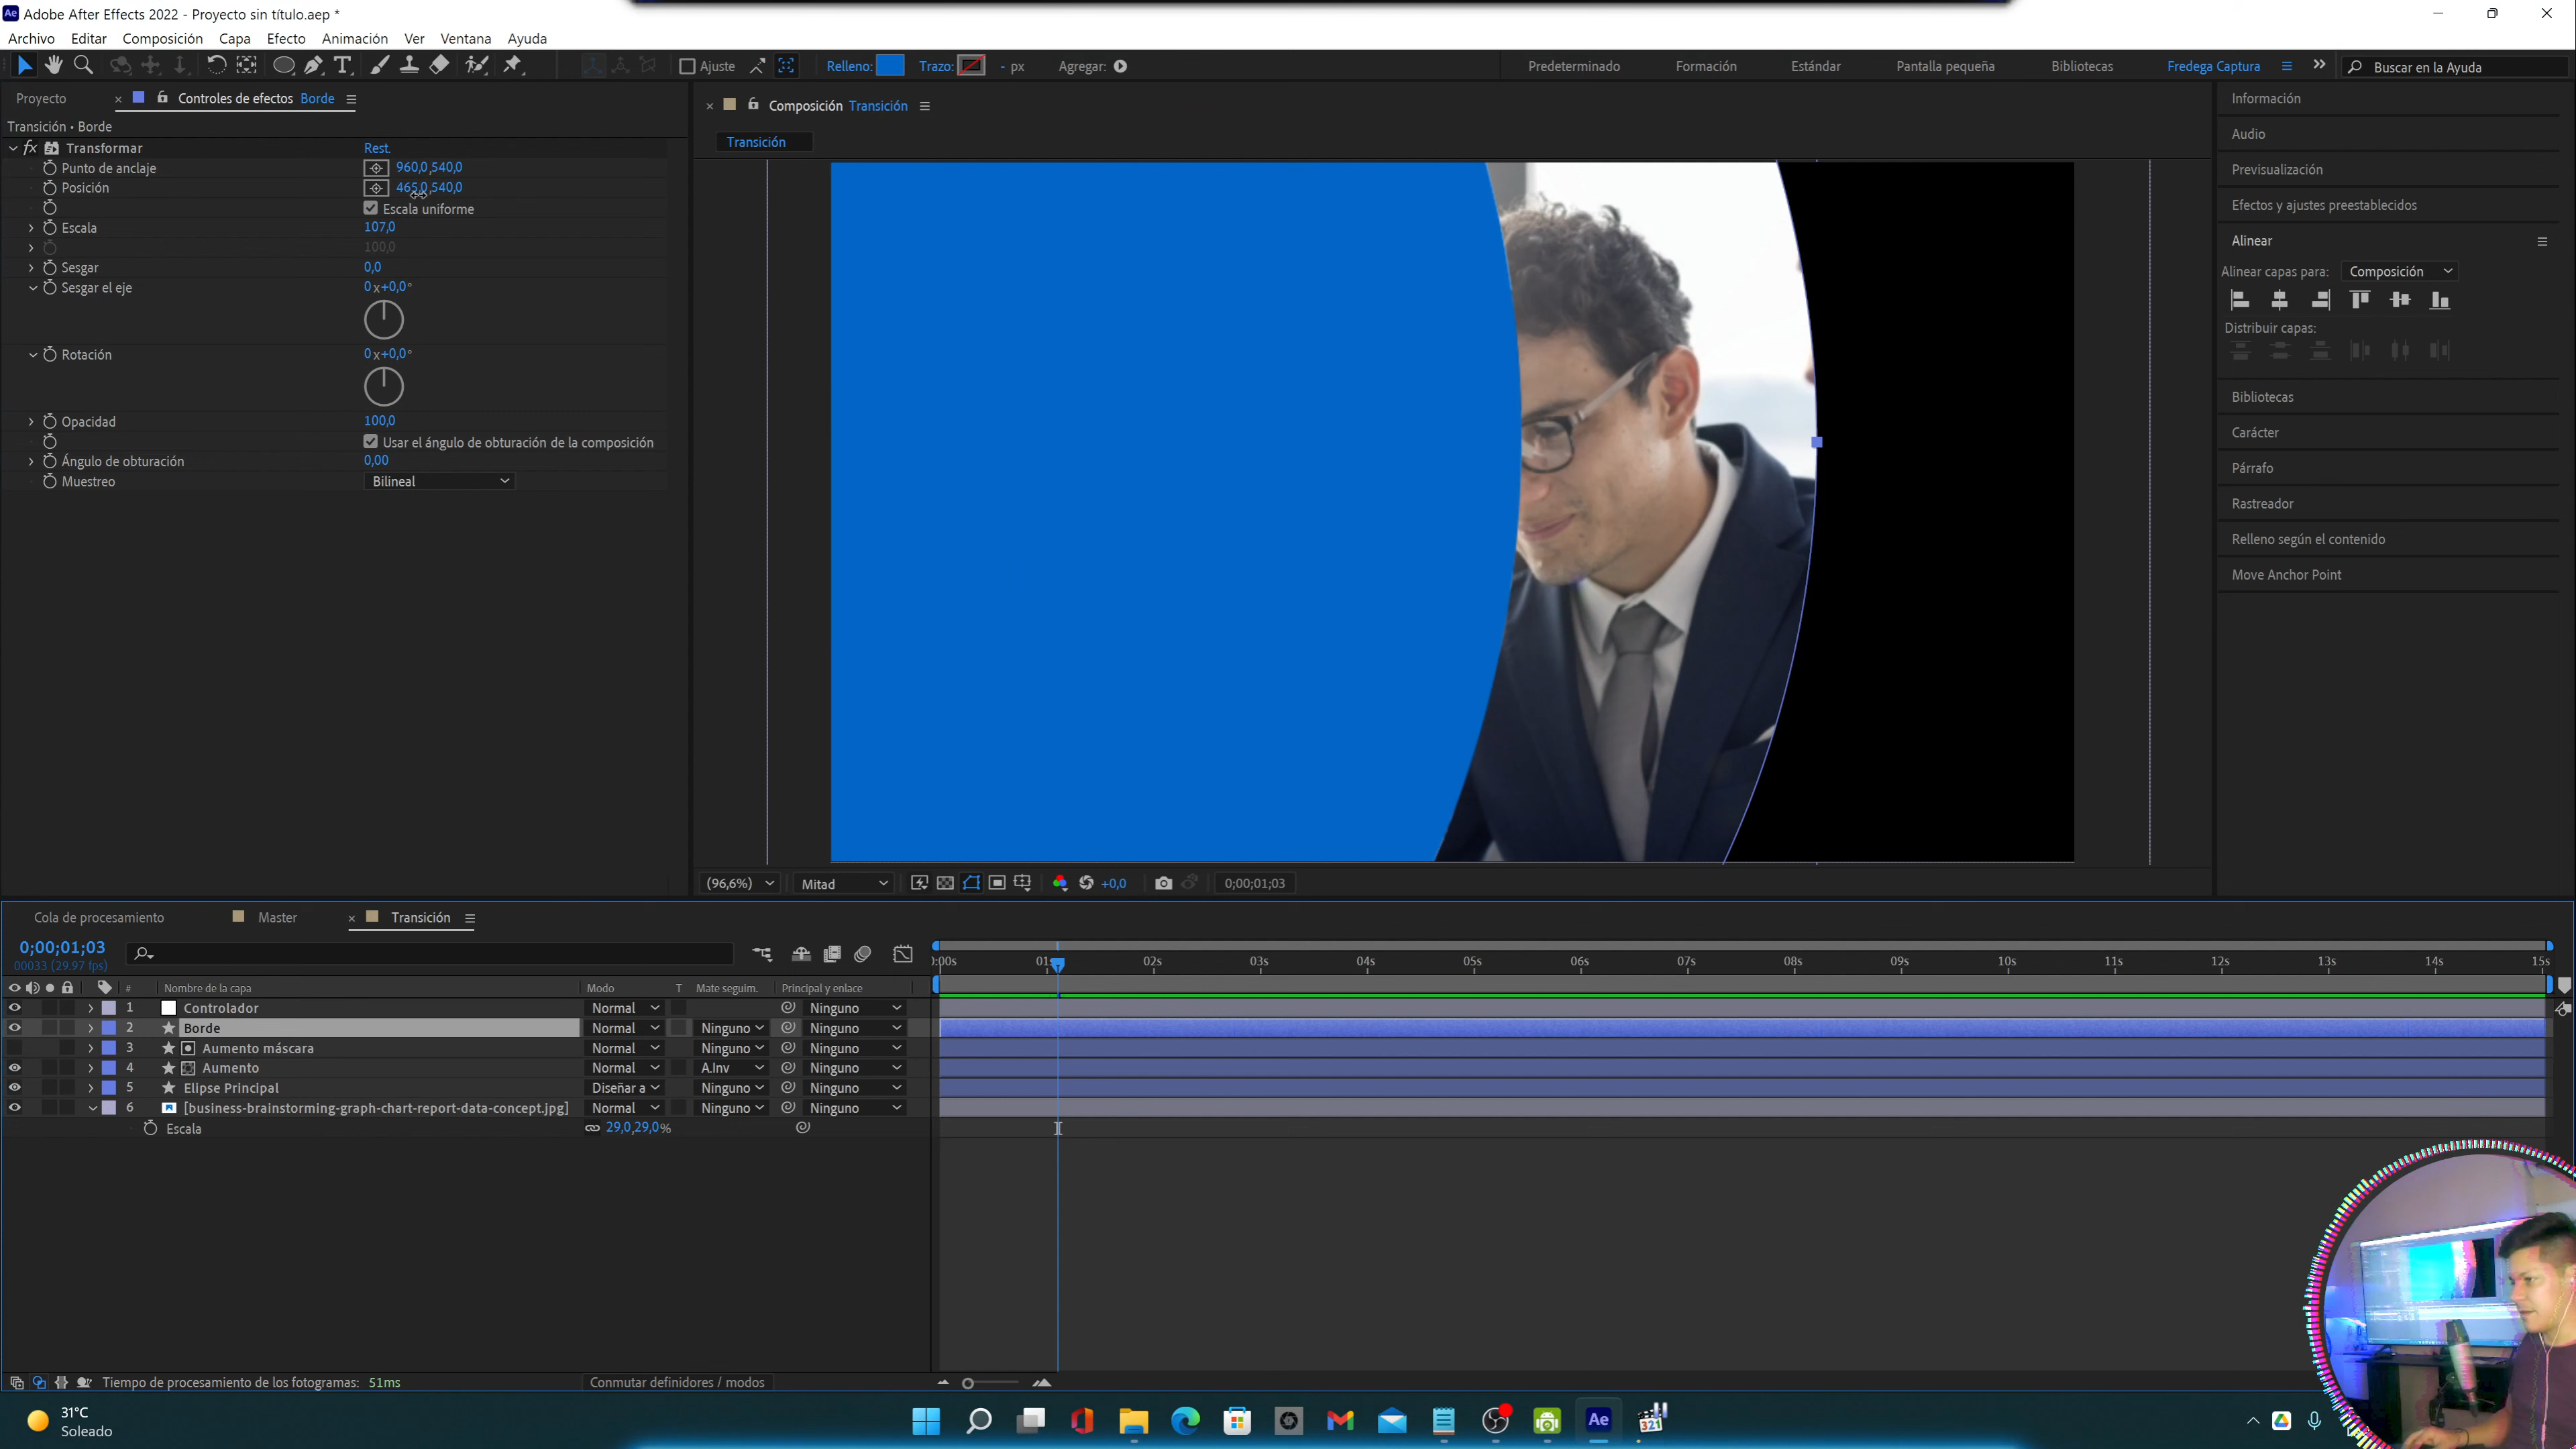 Adobe After Effects 2022 - Proyecto sin título.aep *
Archivo Editar Composición Capa Efecto Animación Ver Ventana Ayuda
Ajuste Relleno: Trazo: - px Agregar: Predeterminado Formación Estándar Pantalla pequeña Bibliotecas Fredega Captura Buscar en la Ayuda
Proyecto Controles de efectos Borde
Transición • Borde
fx Transformar Rest.
Punto de anclaje 960,0,540,0
Posición 465,0,540,0
Escala uniforme
Escala 107,0
100,0
Sesgar 0,0
Sesgar el eje 0 x+0,0°
Rotación 0 x+0,0°
Opacidad 100,0
Usar el ángulo de obturación de la composición
Ángulo de obturación 0,00
Muestreo Bilineal
Composición Transición
Transición
(96,6%) Mitad +0,0 0;00;01;03
Información
Audio
Previsualización
Efectos y ajustes preestablecidos
Alinear
Alinear capas para: Composición
Distribuir capas:
Bibliotecas
Carácter
Párrafo
Rastreador
Relleno según el contenido
Move Anchor Point
Cola de procesamiento Master Transición
0;00;01;03
00033 (29.97 fps)
# Nombre de la capa Modo T Mate seguim. Principal y enlace
1 Controlador Normal Ninguno
2 Borde Normal Ninguno Ninguno
3 Aumento máscara Normal Ninguno Ninguno
4 Aumento Normal A.Inv Ninguno
5 Elipse Principal Diseñar a Ninguno Ninguno
6 [business-brainstorming-graph-chart-report-data-concept.jpg] Normal Ninguno Ninguno
Escala 29,0,29,0%
):00s 01s 02s 03s 04s 05s 06s 07s 08s 09s 10s 11s 12s 13s 14s 15s
Tiempo de procesamiento de los fotogramas: 51ms Conmutar definidores / modos
31°C
Soleado
Ae
321